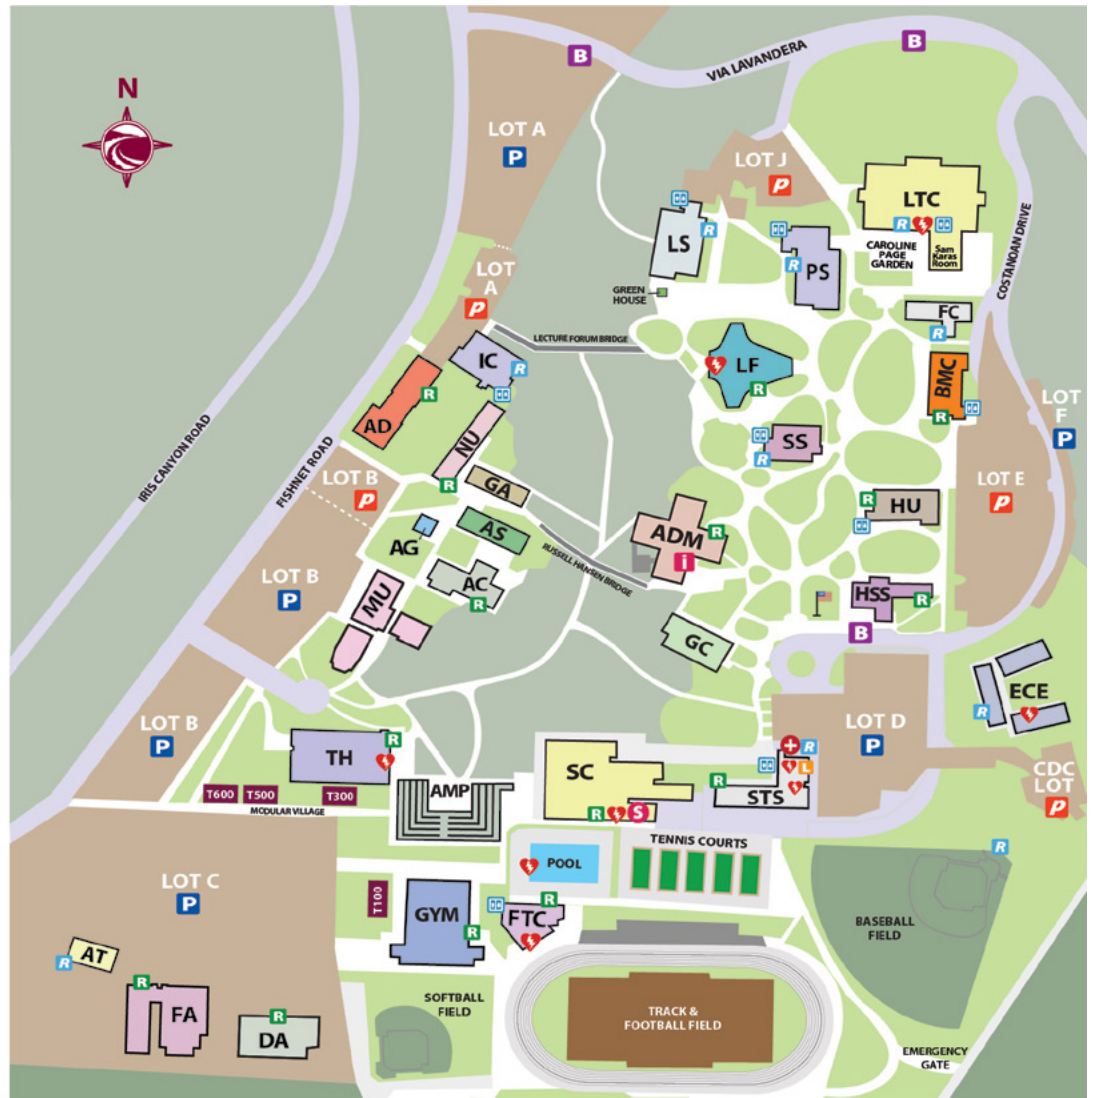 B
B
VIA LAVANDERA
N
LOT A
P
LOT J
P
LTC
R
Sam
Karas
Room
CAROLINE
PAGE
GARDEN
COSTANOAN DRIVE
LS
R
PS
R
LOT
A
P
GREEN
HOUSE
FC
R
LECTURE FORUM BRIDGE
IC
R
LF
R
BMC
R
LOT
F
P
AD
R
NU
R
SS
R
IRIS CANYON ROAD
FISHNET ROAD
LOT B
P
GA
LOT E
P
HU
R
AS
AG
ADM
R
i
RUSSELL HANSEN BRIDGE
LOT B
P
AC
R
MU
HSS
R
B
GC
ECE
R
LOT B
P
LOT D
P
TH
R
SC
R
S
STS
R
R
L
CDC
LOT
P
T600
T500
T300
MODULAR VILLAGE
AMP
TENNIS COURTS
POOL
R
LOT C
P
T100
GYM
R
FTC
R
BASEBALL
FIELD
AT
R
FA
R
DA
R
SOFTBALL
FIELD
TRACK &
FOOTBALL FIELD
EMERGENCY
GATE